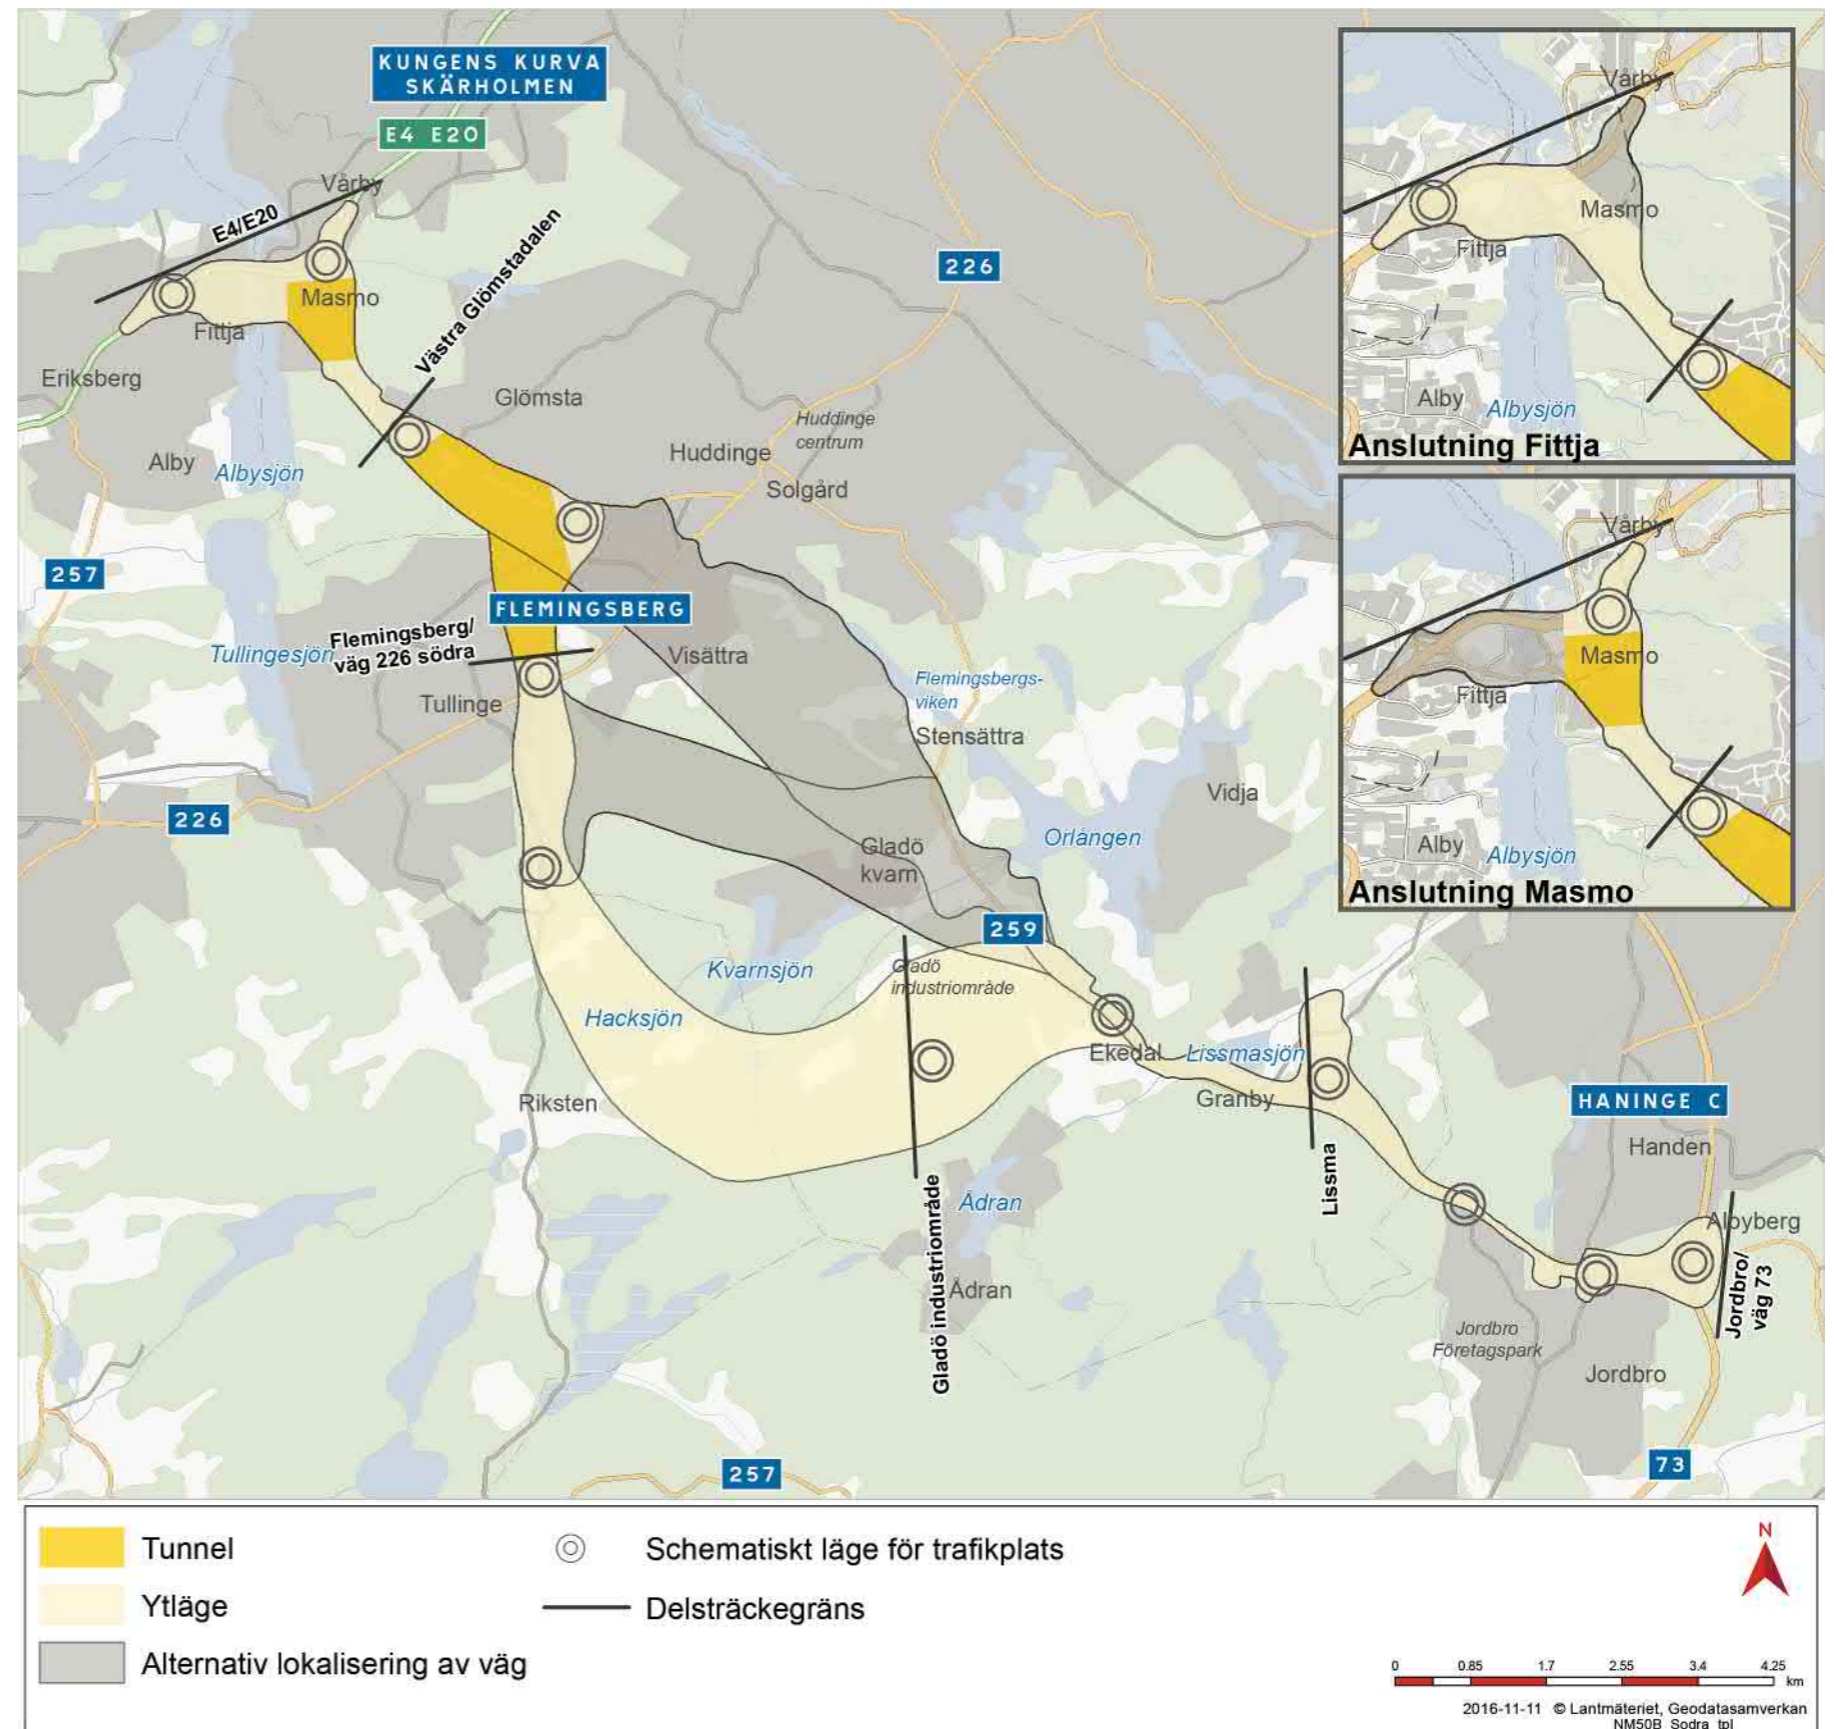 KUNGENS KURVA
SKÄRHOLMEN
E4 E20
Vårby
E4/E20
Västra Glömstadalen
Masmo
Fittja
Eriksberg
Glömsta
226
Huddinge
centrum
Huddinge
Alby
Albysjön
Solgård
257
FLEMINGSBERG
Flemingsberg/
väg 226 södra
Tullingesjön
Visättra
Tullinge
Flemingsbergs-
viken
Stensättra
Vidja
226
Orlången
Gladö
kvarn
259
Kvarnsjön
Gladö
industriområde
Hacksjön
Ekedal
Lissmasjön
Granby
Riksten
HANINGE C
Handen
Lissma
Gladö industriområde
Ådran
Albyberg
Jordbro/
väg 73
Ådran
Jordbro
Företagspark
Jordbro
257
73
Vårby
Masmo
Fittja
Alby
Albysjön
Anslutning Fittja
Vårby
Masmo
Fittja
Alby
Albysjön
Anslutning Masmo
Tunnel
Ytläge
Alternativ lokalisering av väg
Schematiskt läge för trafikplats
Delsträckegräns
N
0 0.85 1.7 2.55 3.4 4.25
km
2016-11-11 © Lantmäteriet, Geodatasamverkan
NM50B_Sodra_tpl